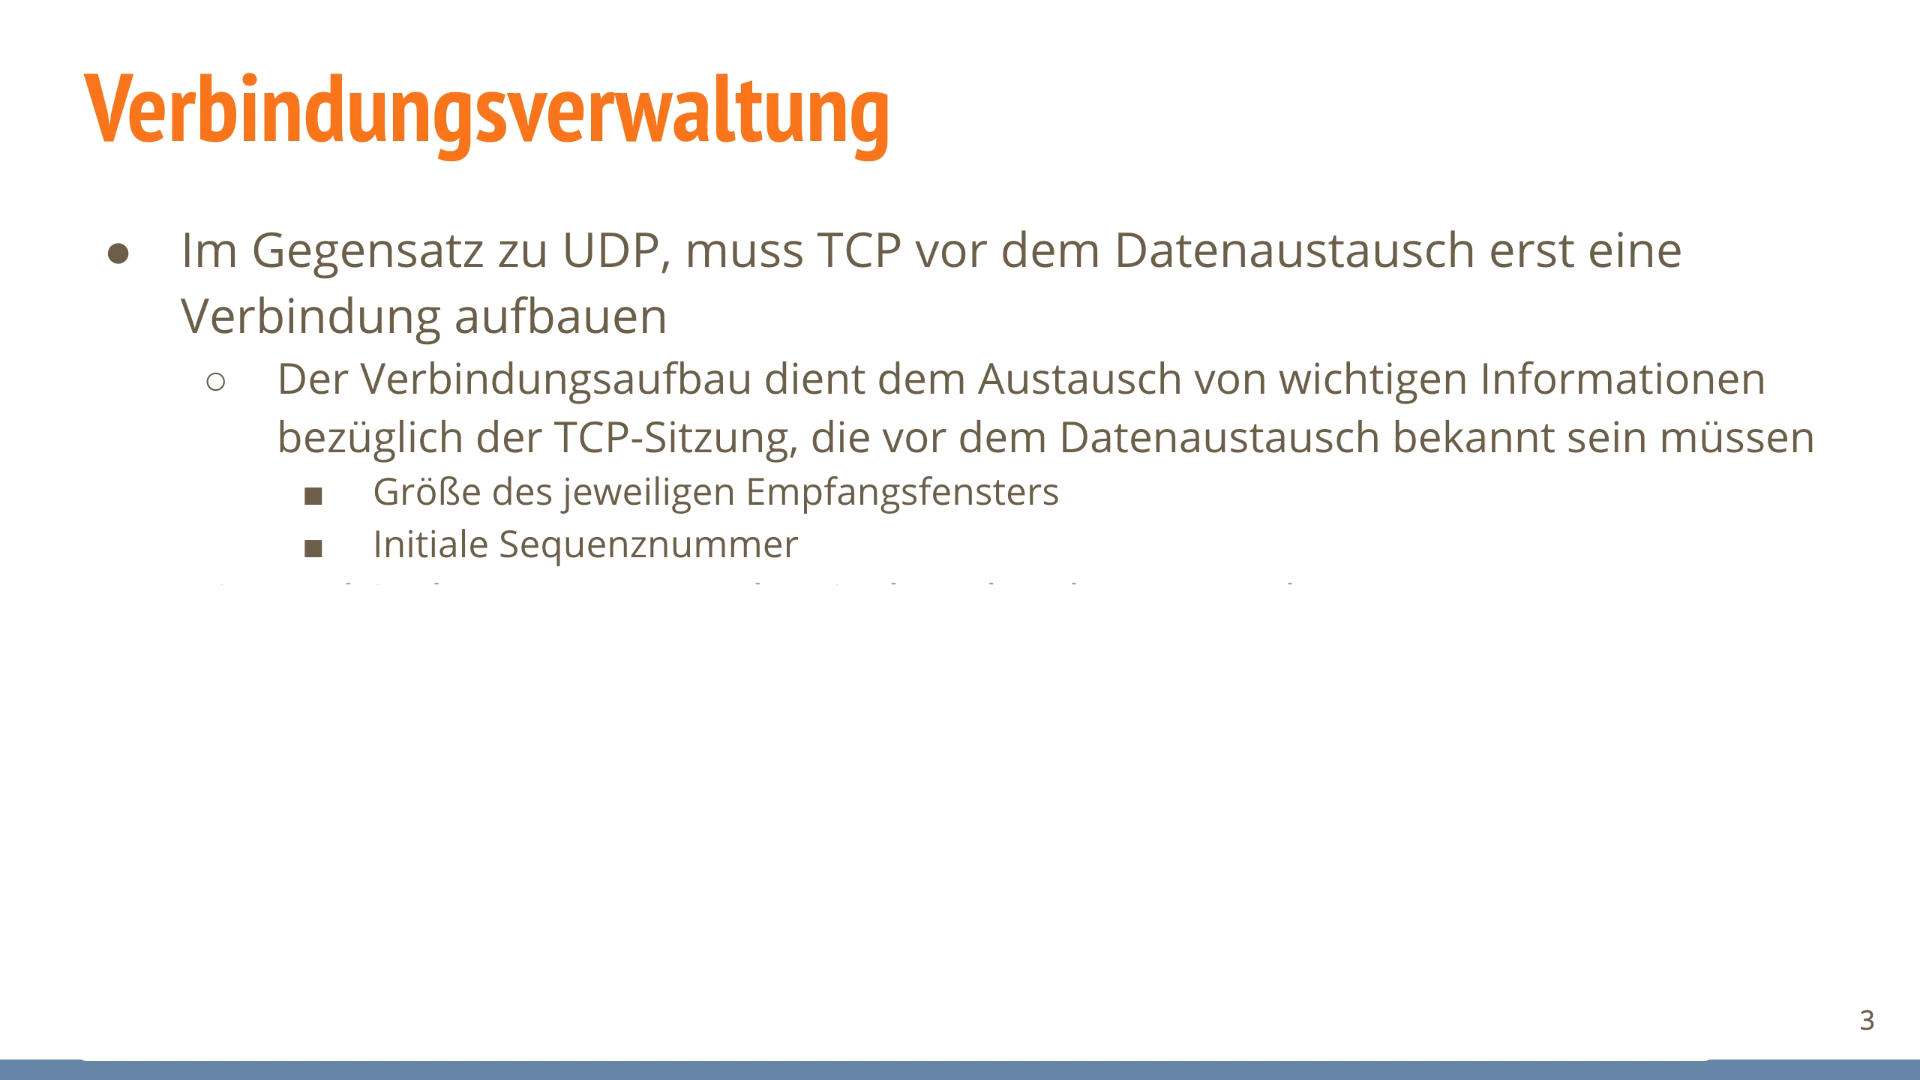 Verbindungsverwaltung
● Im Gegensatz zu UDP, muss TCP vor dem Datenaustausch erst eine
Verbindung aufbauen
○ Der Verbindungsaufbau dient dem Austausch von wichtigen Informationen
bezüglich der TCP-Sitzung, die vor dem Datenaustausch bekannt sein müssen
■ Größe des jeweiligen Empfangsfensters
■ Initiale Sequenznummer
3